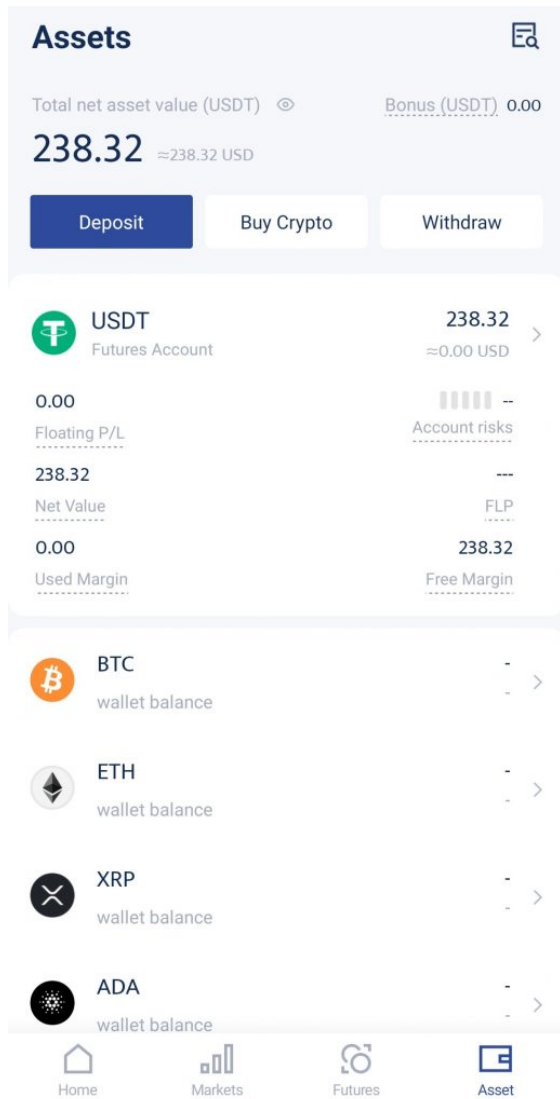 Assets
Total net asset value (USDT) Bonus (USDT) 0.00
238.32 ≈238.32 USD
Deposit Buy Crypto Withdraw
USDT 238.32
Futures Account ≈0.00 USD
0.00 --
Floating P/L Account risks
238.32 ---
Net Value FLP
0.00 238.32
Used Margin Free Margin
BTC -
wallet balance -
ETH -
wallet balance -
XRP -
wallet balance -
ADA -
wallet balance -
Home Markets Futures Asset